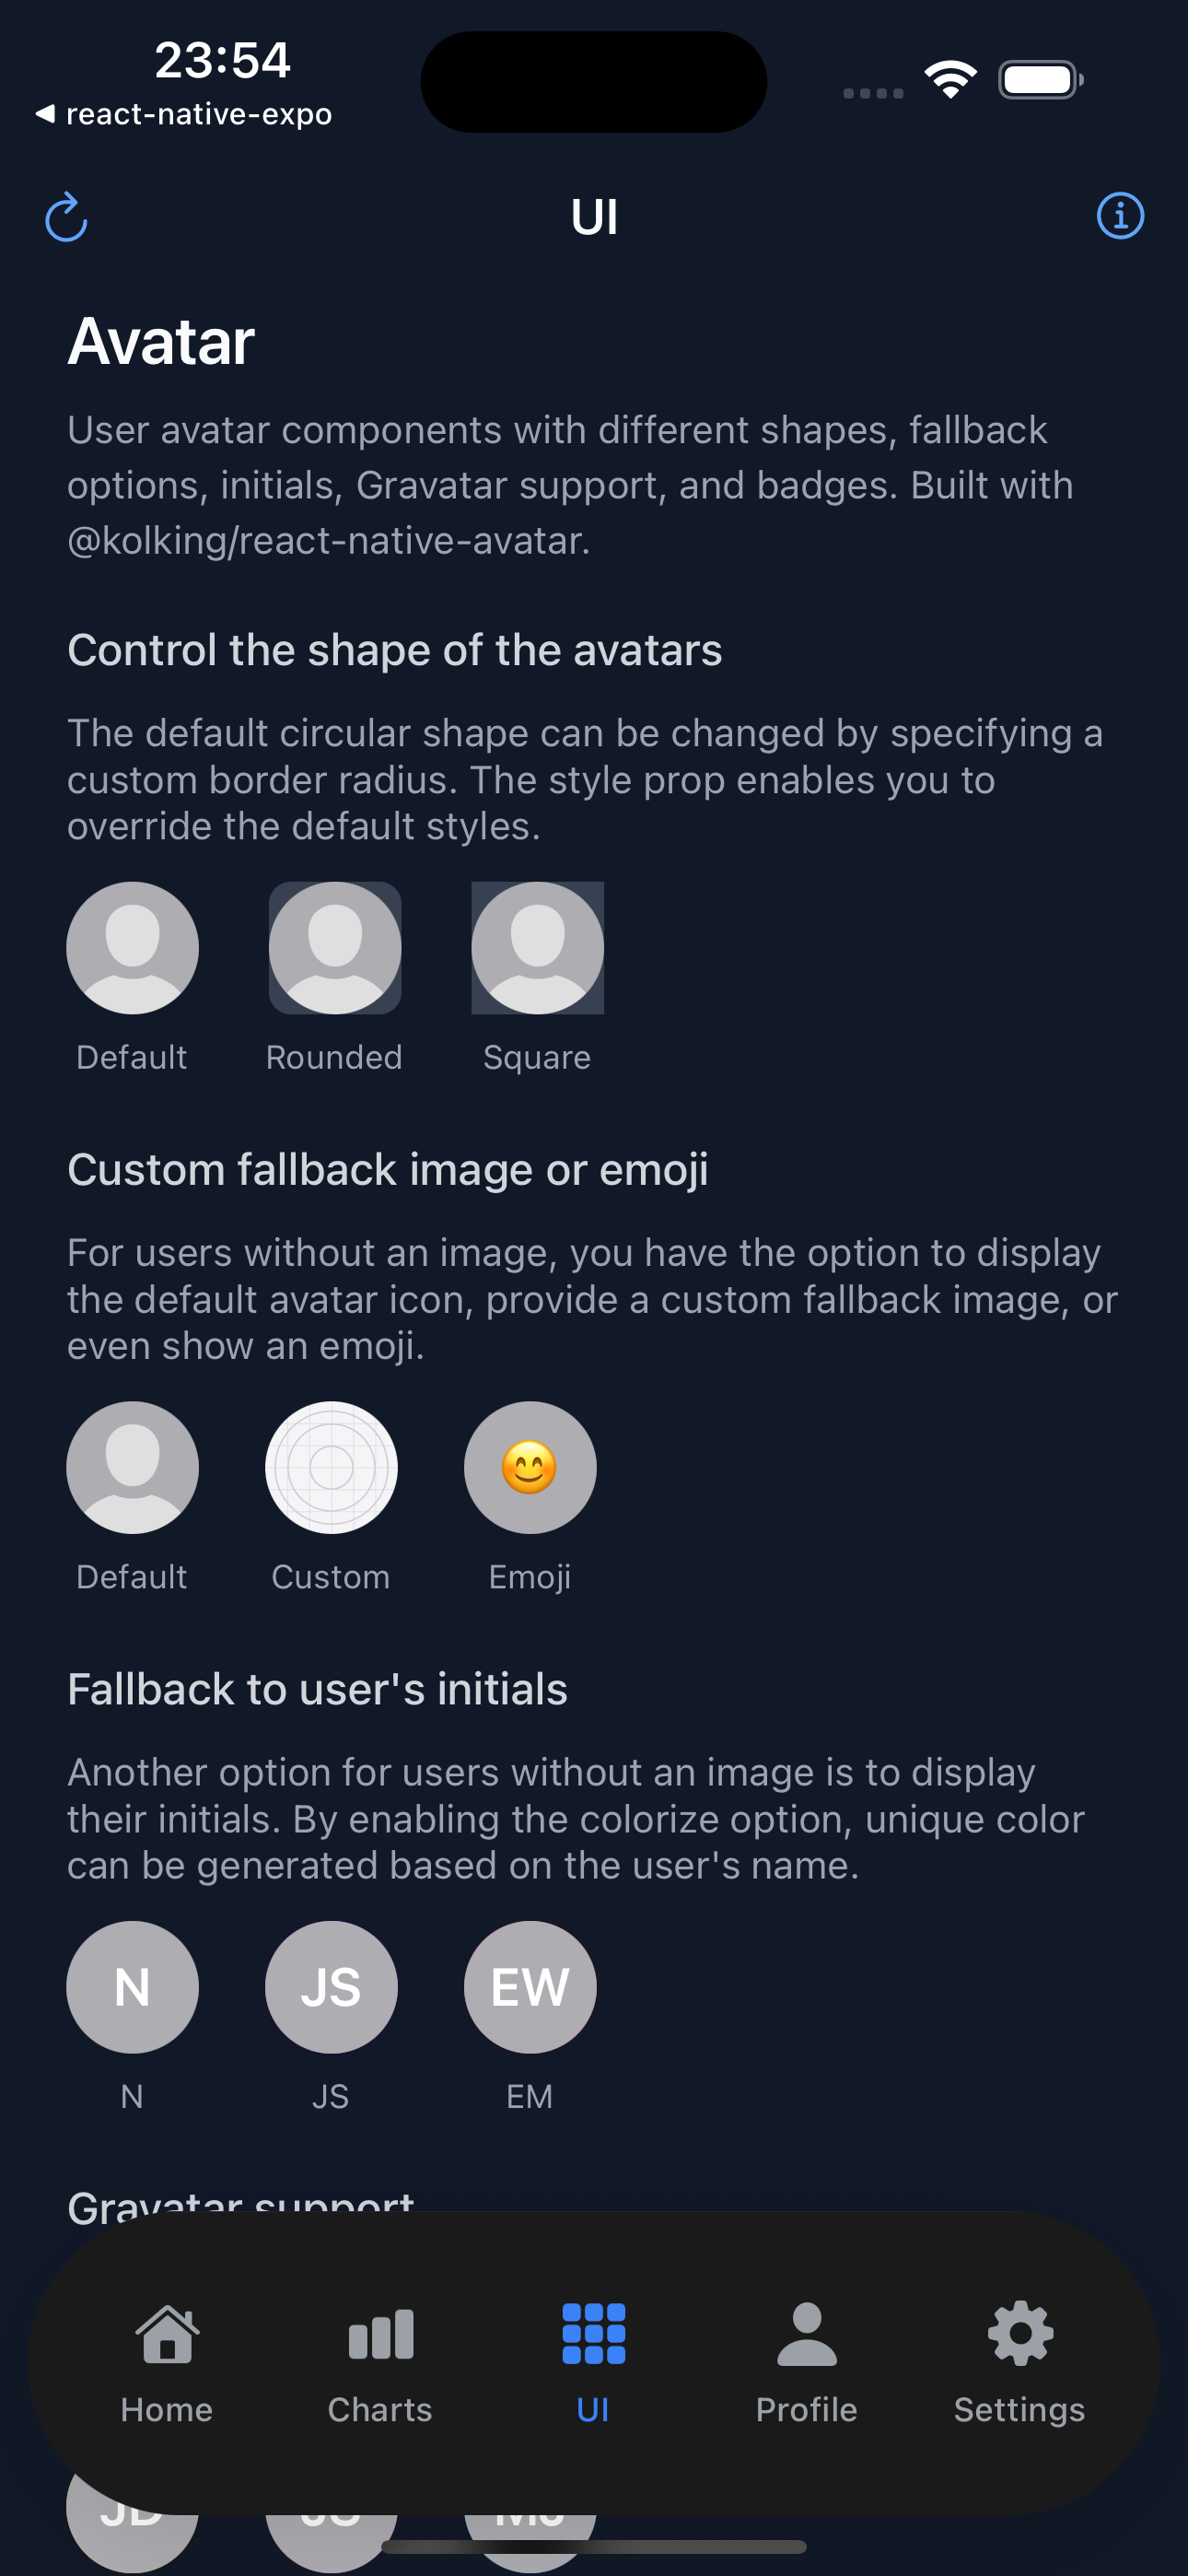 23:54
react-native-expo
UI
Avatar
User avatar components with different shapes, fallback
options, initials, Gravatar support, and badges. Built with
@kolking/react-native-avatar.
Control the shape of the avatars
The default circular shape can be changed by specifying a
custom border radius. The style prop enables you to
override the default styles.
Default
Rounded
Square
Custom fallback image or emoji
For users without an image, you have the option to display
the default avatar icon, provide a custom fallback image, or
even show an emoji.
Default
Custom
Emoji
Fallback to user's initials
Another option for users without an image is to display
their initials. By enabling the colorize option, unique color
can be generated based on the user's name.
N
JS
EW
N
JS
EM
Gravatar support
Home
Charts
UI
Profile
Settings
JD
JS
MJ